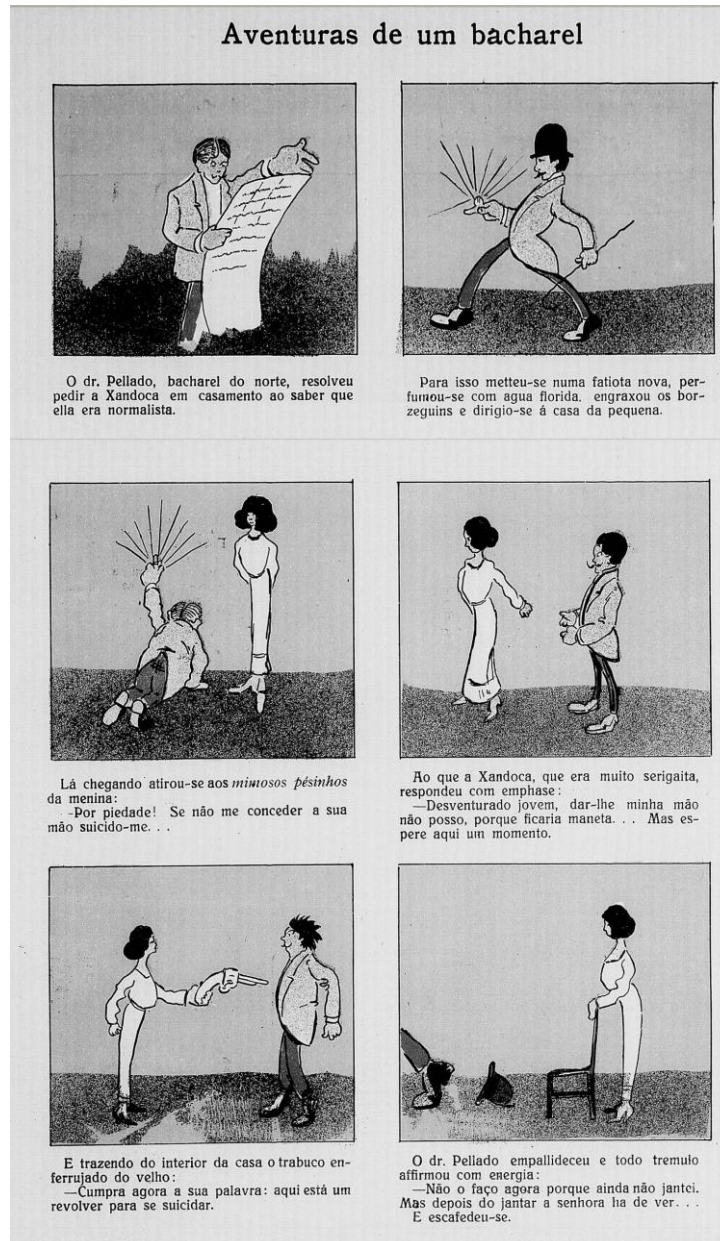 Aventuras de um bacharel
O dr. Pellado, bacharel do norte, resolveu
pedir a Xandoca em casamento ao saber que
ella era normalista.
Para isso metteu-se numa fatiota nova, per-
fumou-se com agua florida. engraxou os bor-
zeguins e dirigio-se á casa da pequena.
Lá chegando atirou-se aos mimosos pésinhos
da menina:
-Por piedade! Se não me conceder a sua
mão suicido-me. . .
Ao que a Xandoca, que era muito serigaita,
respondeu com emphase:
—Desventurado jovem, dar-lhe minha mão
não posso, porque ficaria maneta. . . Mas es-
pere aqui um momento.
E trazendo do interior da casa o trabuco en-
ferrujado do velho:
—Cumpra agora a sua palavra: aqui está um
revolver para se suicidar.
O dr. Pellado empallideceu e todo tremulo
affirmou com energia:
—Não o faço agora porque ainda não jantei.
Mas depois do jantar a senhora ha de ver. . .
E escafedeu-se.